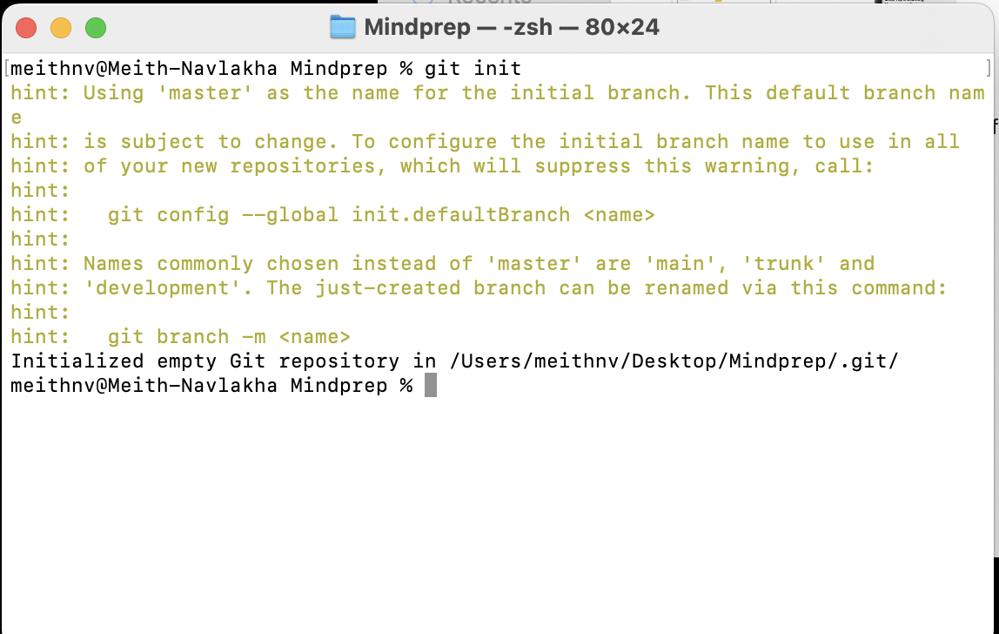 Mindprep — -zsh — 80×24
[meithnv@Meith-Navlakha Mindprep % git init ]
hint: Using 'master' as the name for the initial branch. This default branch nam
e
hint: is subject to change. To configure the initial branch name to use in all
hint: of your new repositories, which will suppress this warning, call:
hint:
hint:   git config --global init.defaultBranch <name>
hint:
hint: Names commonly chosen instead of 'master' are 'main', 'trunk' and
hint: 'development'. The just-created branch can be renamed via this command:
hint:
hint:   git branch -m <name>
Initialized empty Git repository in /Users/meithnv/Desktop/Mindprep/.git/
meithnv@Meith-Navlakha Mindprep %